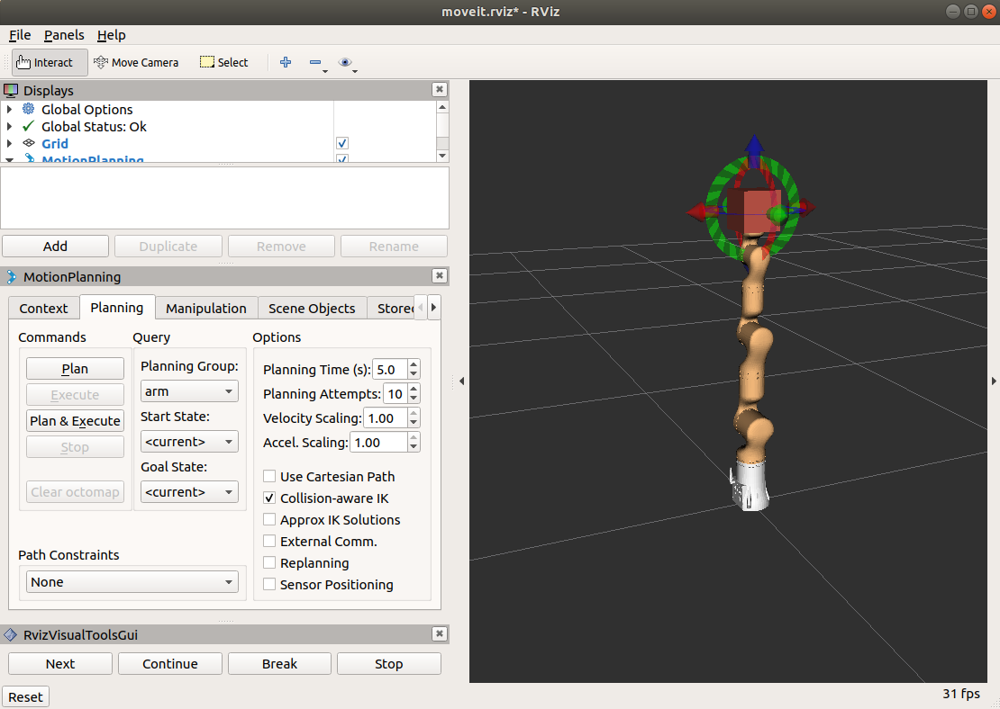 moveit.rviz* - RViz
File Panels Help
Interact Move Camera Select
Displays
Global Options
Global Status: Ok
Grid
MotionPlanning
Add Duplicate Remove Rename
MotionPlanning
Context Planning Manipulation Scene Objects Stored
Commands Query Options
Plan
Execute
Plan & Execute
Stop
Clear octomap
Planning Group:
arm
Start State:
<current>
Goal State:
<current>
Planning Time (s): 5.0
Planning Attempts: 10
Velocity Scaling: 1.00
Accel. Scaling: 1.00
Use Cartesian Path
Collision-aware IK
Approx IK Solutions
External Comm.
Replanning
Sensor Positioning
Path Constraints
None
RvizVisualToolsGui
Next Continue Break Stop
Reset
31 fps